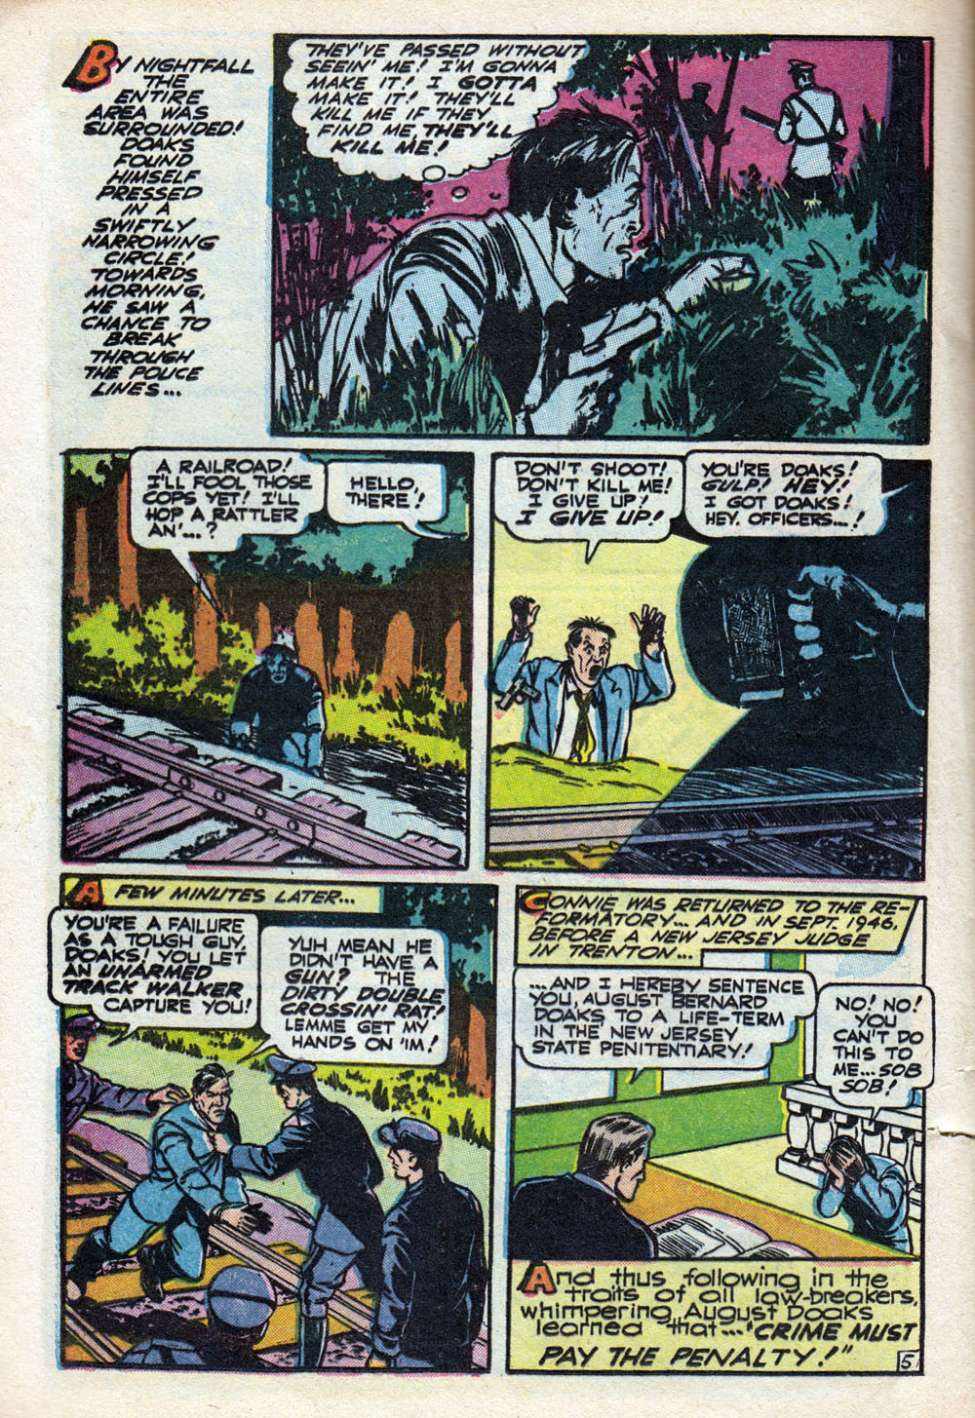 BY NIGHTFALL
THE
ENTIRE
AREA WAS
SURROUNDED!
DOAKS
FOUND
HIMSELF
PRESSED
IN A
SWIFTLY
NARROWING
CIRCLE!
TOWARDS
MORNING,
HE SAW A
CHANCE TO
BREAK
THROUGH
THE POLICE
LINES...
THEY'VE PASSED WITHOUT
SEEIN' ME! I'M GONNA
MAKE IT! I GOTTA
MAKE IT! THEY'LL
KILL ME IF THEY
FIND ME, THEY'LL
KILL ME!
A RAILROAD!
I'LL FOOL THOSE
COPS YET! I'LL
HOP A RATTLER
AN'...?
HELLO,
THERE!
DON'T SHOOT!
DON'T KILL ME!
I GIVE UP!
I GIVE UP!
YOU'RE DOAKS!
GULP! HEY!
I GOT DOAKS!
HEY, OFFICERS...!
A FEW MINUTES LATER...
YOU'RE A FAILURE
AS A TOUGH GUY,
DOAKS! YOU LET
AN UNARMED
TRACK WALKER
CAPTURE YOU!
YUH MEAN HE
DIDN'T HAVE A
GUN? THE
DIRTY DOUBLE
CROSSIN' RAT!
LEMME GET MY
HANDS ON 'IM!
CONNIE WAS RETURNED TO THE RE-
FORMATORY... AND IN SEPT. 1946,
BEFORE A NEW JERSEY JUDGE
IN TRENTON...
...AND I HEREBY SENTENCE
YOU, AUGUST BERNARD
DOAKS TO A LIFE-TERM
IN THE NEW JERSEY
STATE PENITENTIARY!
NO! NO!
YOU
CAN'T DO
THIS TO
ME... SOB
SOB!
And thus following in the
traits of all law-breakers,
whimpering August Doaks
learned that... "CRIME MUST
PAY THE PENALTY!"
5